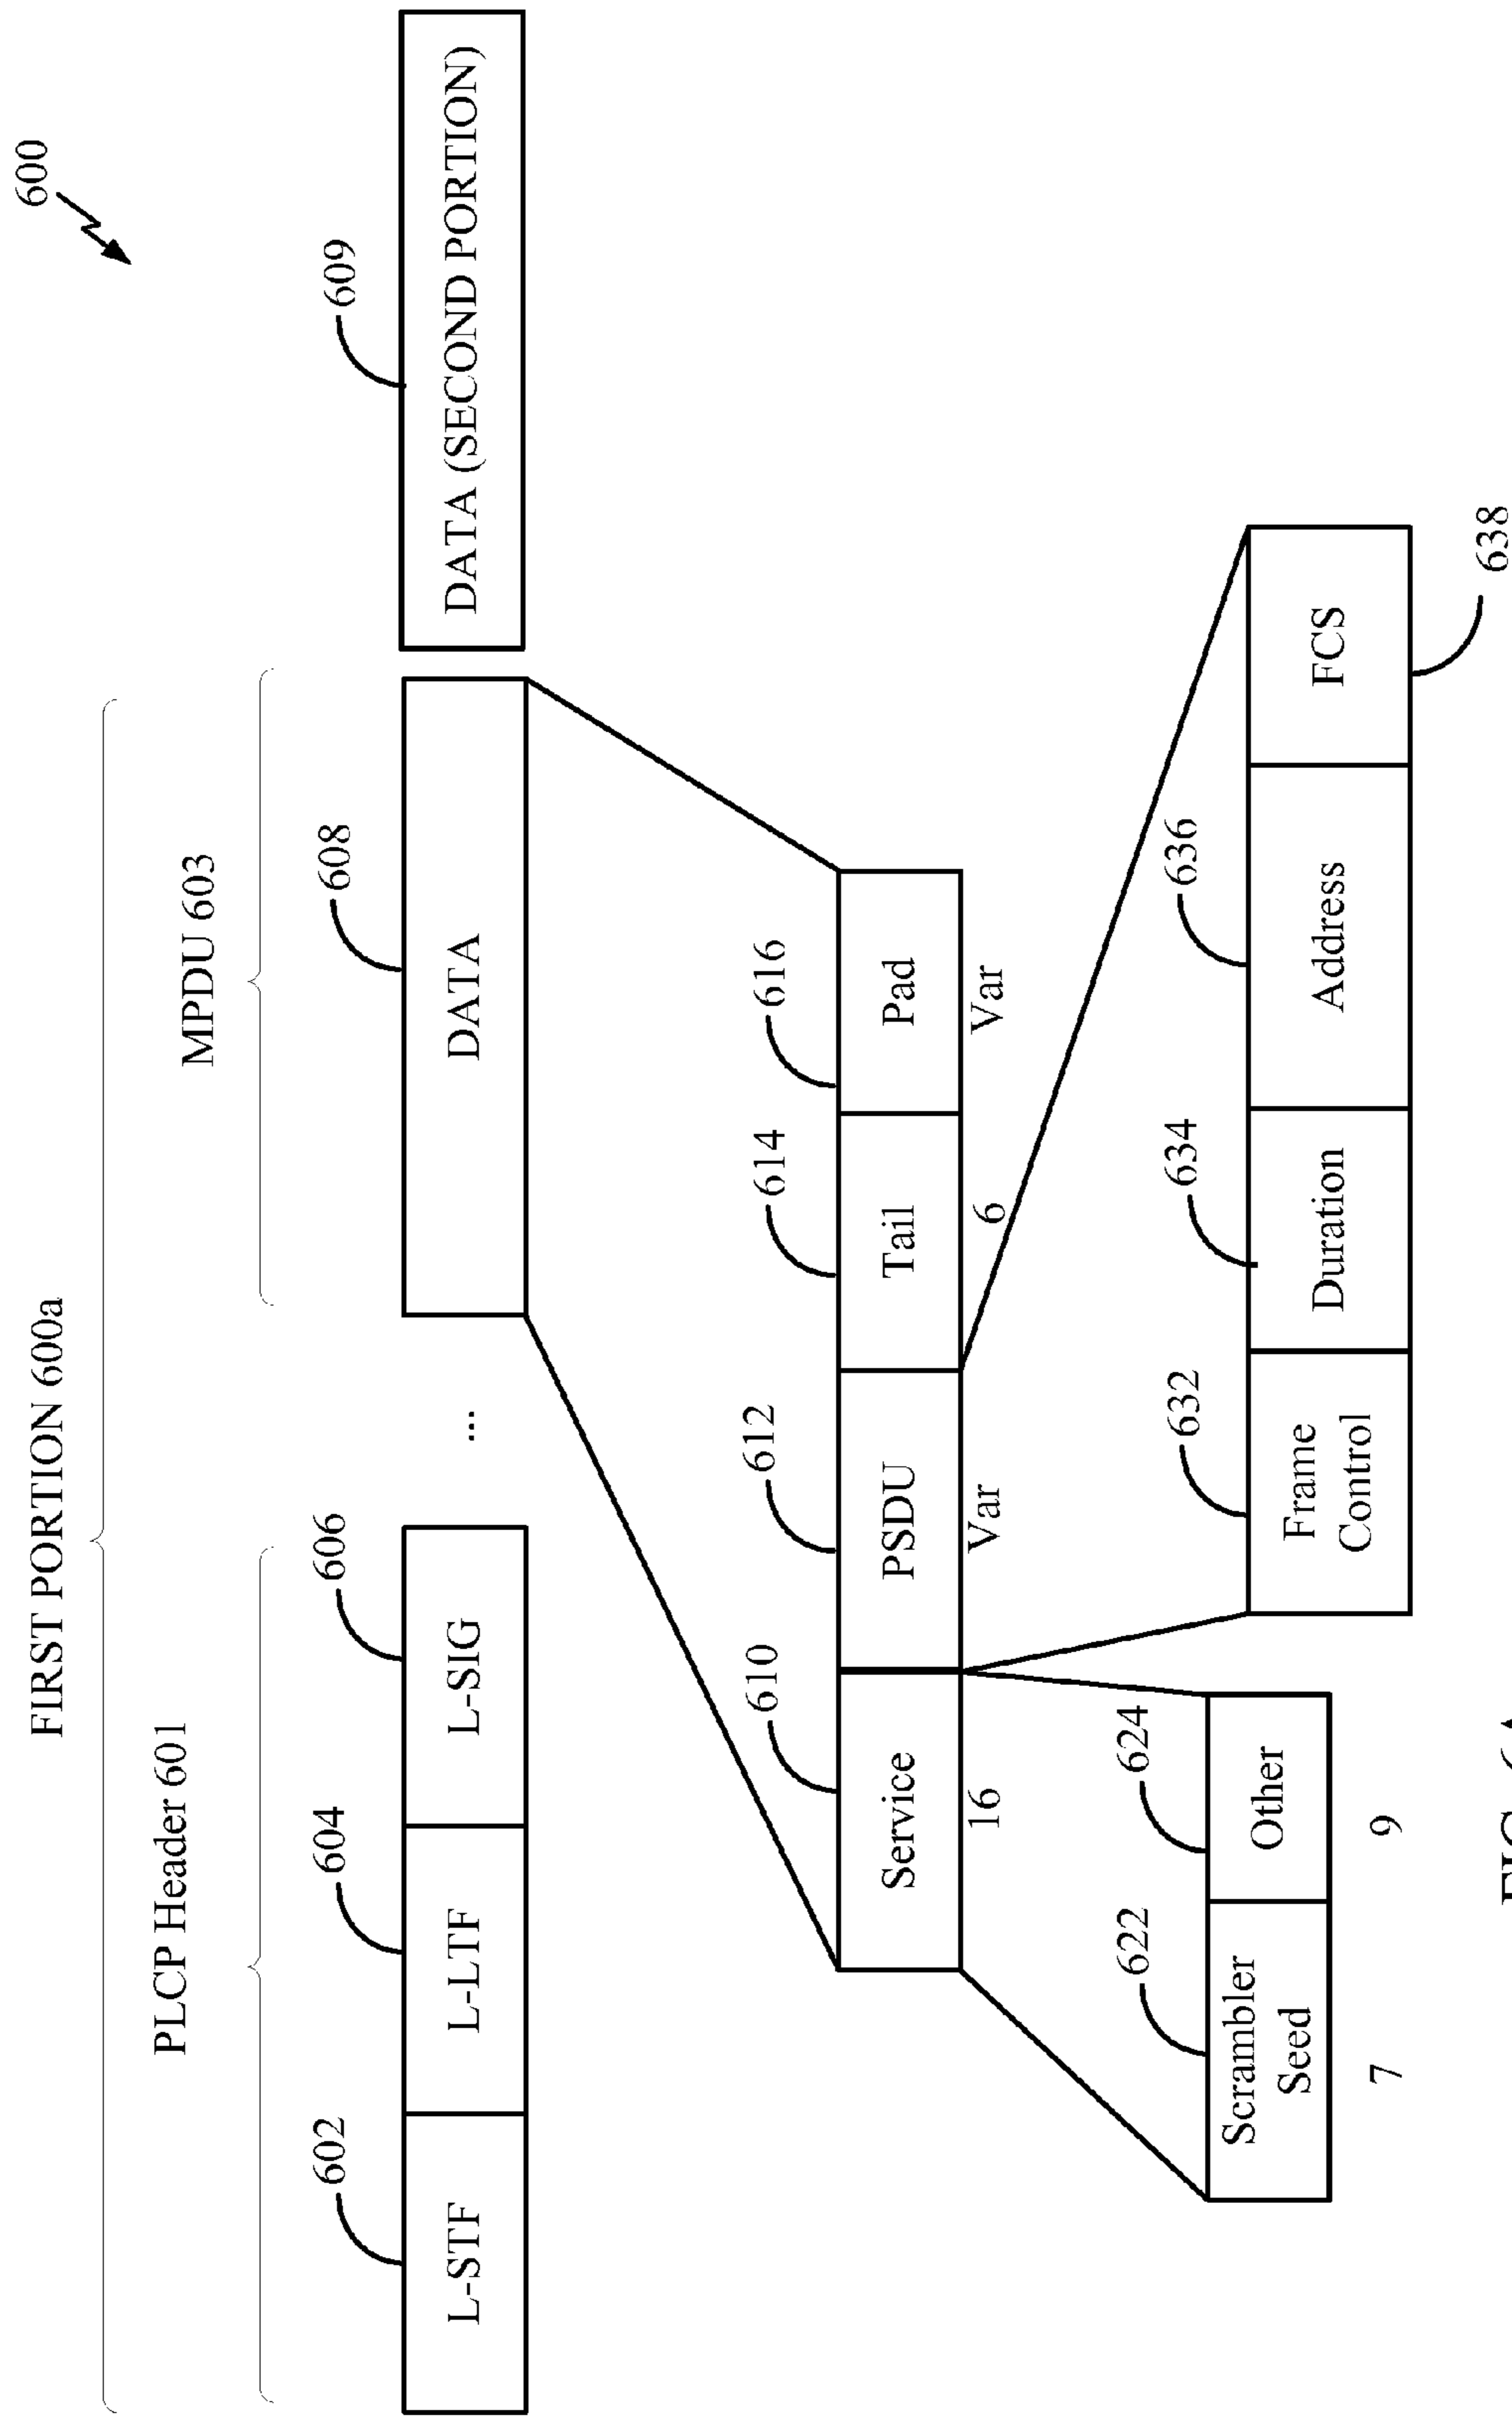 600
FIRST PORTION 600a
PLCP Header 601
MPDU 603
602
604
606
608
609
L-STF
L-LTF
L-SIG
...
DATA
DATA (SECOND PORTION)
610
612
614
616
Service
PSDU
Tail
Pad
16
Var
6
Var
622
624
632
634
636
Scrambler
Seed
Other
Frame
Control
Duration
Address
FCS
7
9
638